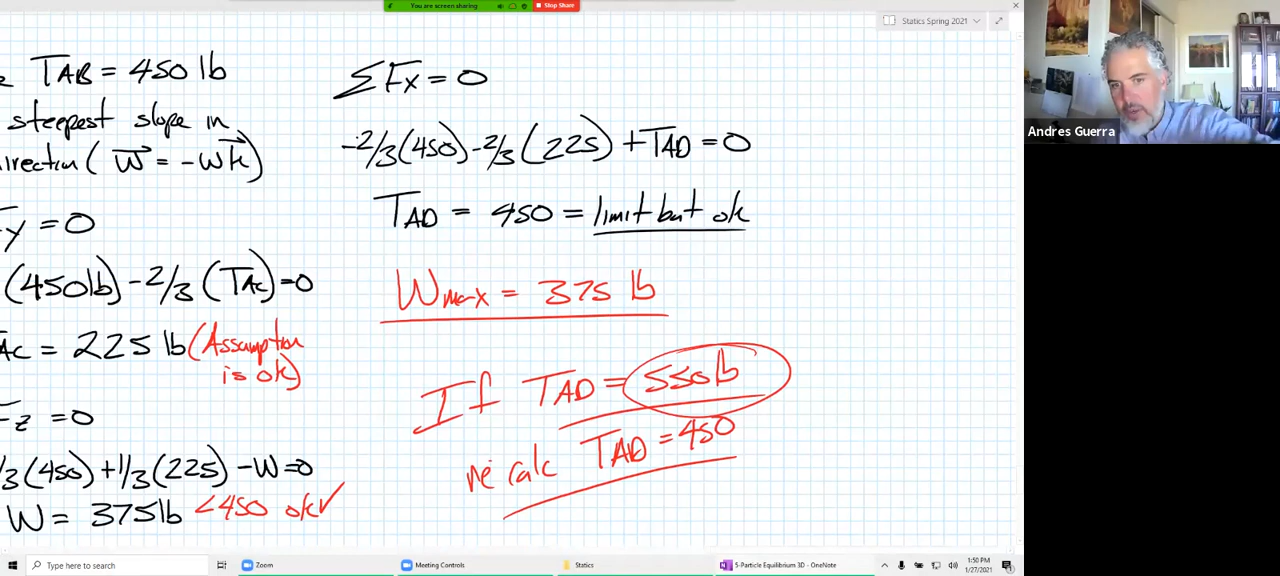 You are screen sharing
Stop Share
Statics Spring 2021
Andres Guerra
TAB = 450 lb
steepest slope in
direction ( W = -Wk)
Fy = 0
(450lb) -2/3 (TAC) = 0
AC = 225 lb (Assumption
is ok)
Fz = 0
/3 (450) + 1/3 (225) - W = 0
W = 375lb < 450 ok ✓
ΣFx = 0
-2/3(450) - 2/3 (225) + TAD = 0
TAD = 450 = limit but ok
Wmax = 375 lb
If TAD = 550 lb
re calc TAD = 450
Type here to search
Zoom
Meeting Controls
Statics
5-Particle Equilibrium 3D - OneNote
1:50 PM
1/27/2021